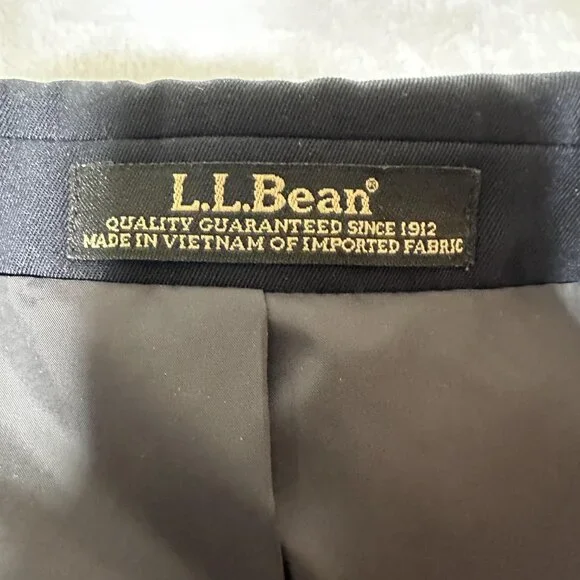 L.L.Bean®
QUALITY GUARANTEED SINCE 1912
MADE IN VIETNAM OF IMPORTED FABRIC